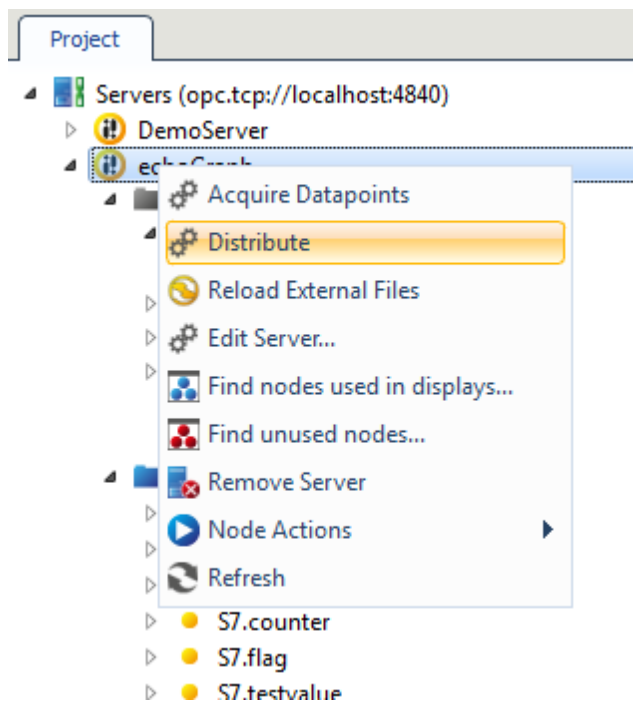 Project
Servers (opc.tcp://localhost:4840)
DemoServer
echoGraph
Acquire Datapoints
Distribute
Reload External Files
Edit Server...
Find nodes used in displays...
Find unused nodes...
Remove Server
Node Actions
Refresh
S7.counter
S7.flag
S7.testvalue